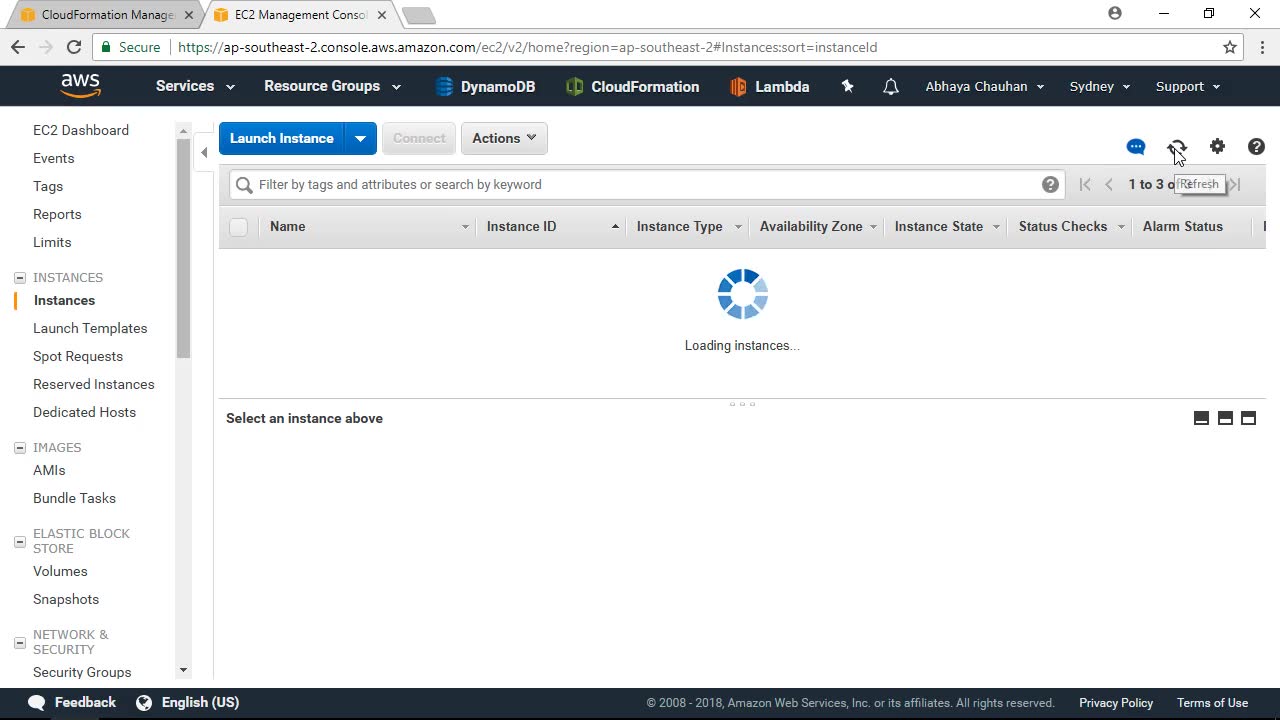 CloudFormation Manage
EC2 Management Conso
Secure
https://ap-southeast-2.console.aws.amazon.com/ec2/v2/home?region=ap-southeast-2#Instances:sort=instanceId
aws
Services
Resource Groups
DynamoDB
CloudFormation
Lambda
Abhaya Chauhan
Sydney
Support
EC2 Dashboard
Events
Tags
Reports
Limits
INSTANCES
Instances
Launch Templates
Spot Requests
Reserved Instances
Dedicated Hosts
IMAGES
AMIs
Bundle Tasks
ELASTIC BLOCK
STORE
Volumes
Snapshots
NETWORK &
SECURITY
Security Groups
Launch Instance
Connect
Actions
Refresh
Filter by tags and attributes or search by keyword
1 to 3
Name
Instance ID
Instance Type
Availability Zone
Instance State
Status Checks
Alarm Status
Loading instances...
Select an instance above
Feedback
English (US)
© 2008 - 2018, Amazon Web Services, Inc. or its affiliates. All rights reserved.
Privacy Policy
Terms of Use